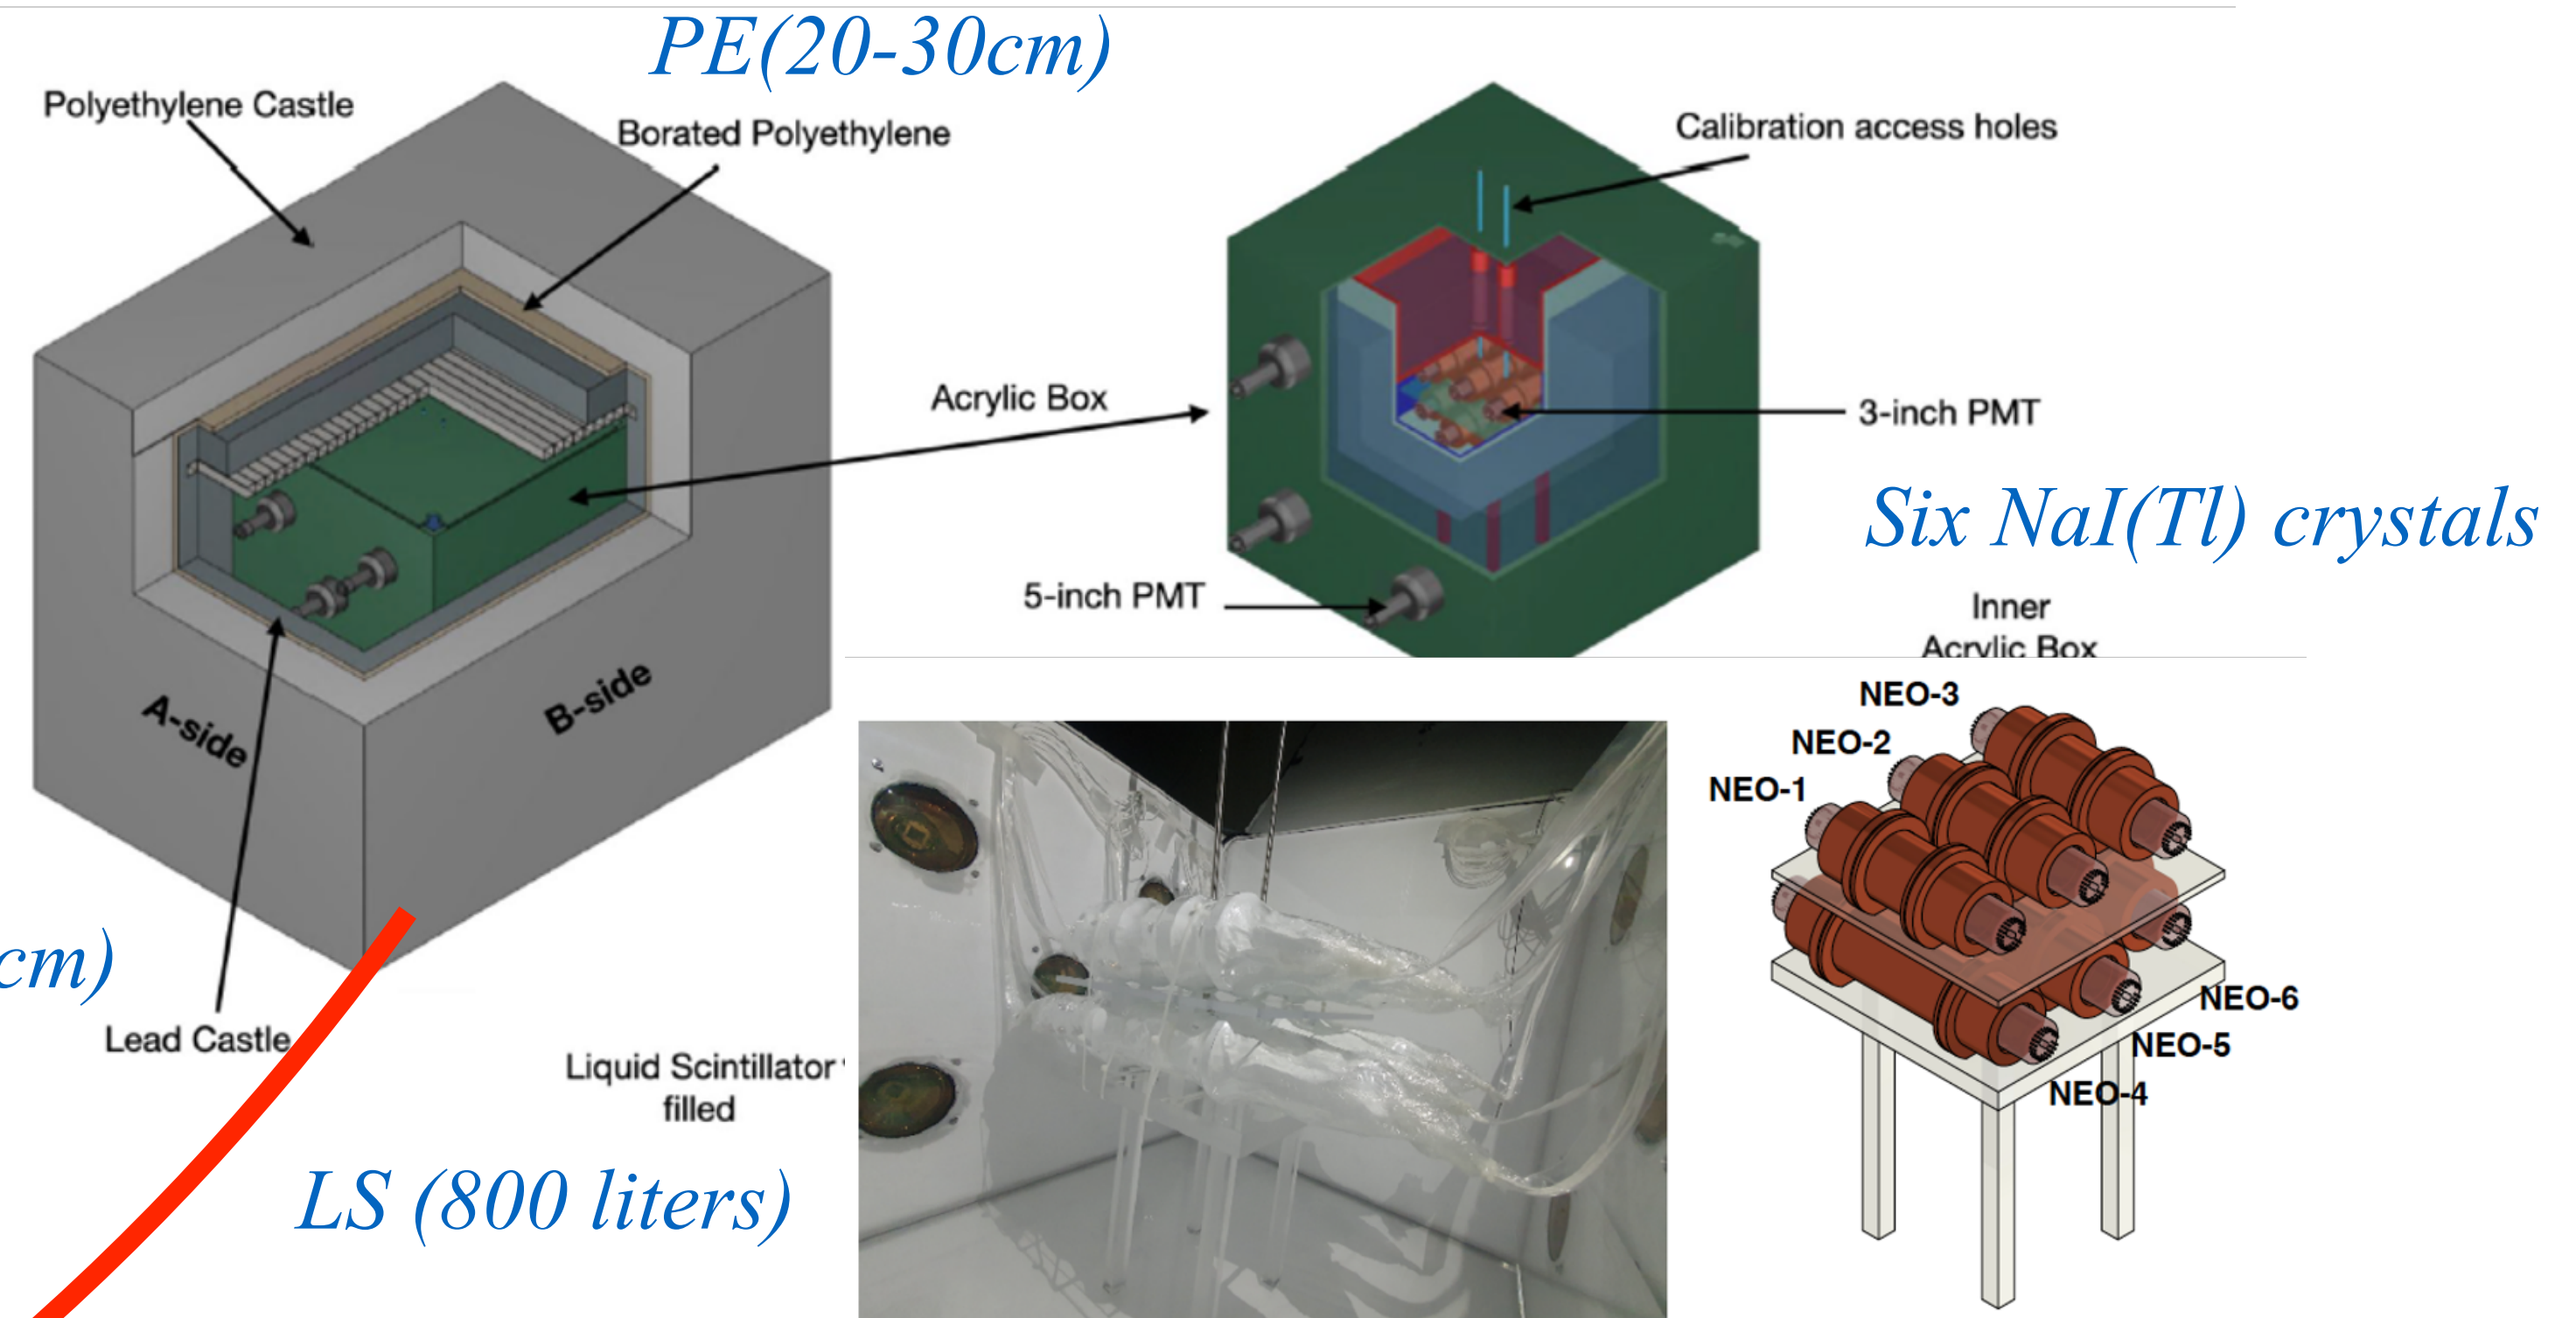 PE(20-30cm)
Polyethylene Castle
Borated Polyethylene
Calibration access holes
Acrylic Box
3-inch PMT
Six NaI(Tl) crystals
5-inch PMT
Inner
Acrylic Box
A-side
B-side
NEO-3
NEO-2
NEO-1
cm)
Lead Castle
Liquid Scintillator
filled
NEO-6
NEO-5
NEO-4
LS (800 liters)